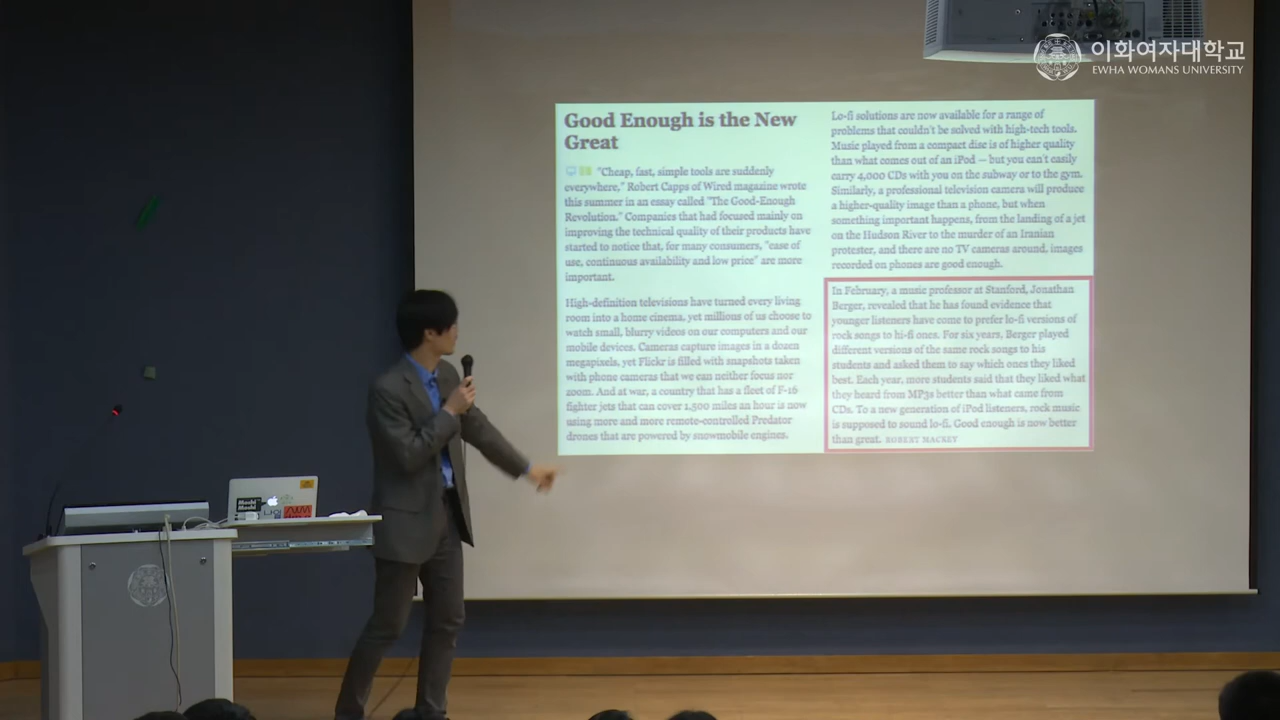 이화여자대학교
EWHA WOMANS UNIVERSITY
Good Enough is the New
Great
"Cheap, fast, simple tools are suddenly
everywhere," Robert Capps of Wired magazine wrote
this summer in an essay called "The Good-Enough
Revolution." Companies that had focused mainly on
improving the technical quality of their products have
started to notice that, for many consumers, "ease of
use, continuous availability and low price" are more
important.
High-definition televisions have turned every living
room into a home cinema, yet millions of us choose to
watch small, blurry videos on our computers and our
mobile devices. Cameras capture images in a dozen
megapixels, yet Flickr is filled with snapshots taken
with phone cameras that we can neither focus nor
zoom. And at war, a country that has a fleet of F-16
fighter jets that can cover 1,500 miles an hour is now
using more and more remote-controlled Predator
drones that are powered by snowmobile engines.
Lo-fi solutions are now available for a range of
problems that couldn't be solved with high-tech tools.
Music played from a compact disc is of higher quality
than what comes out of an iPod — but you can't easily
carry 4,000 CDs with you on the subway or to the gym.
Similarly, a professional television camera will produce
a higher-quality image than a phone, but when
something important happens, from the landing of a jet
on the Hudson River to the murder of an Iranian
protester, and there are no TV cameras around, images
recorded on phones are good enough.
In February, a music professor at Stanford, Jonathan
Berger, revealed that he has found evidence that
younger listeners have come to prefer lo-fi versions of
rock songs to hi-fi ones. For six years, Berger played
different versions of the same rock songs to his
students and asked them to say which ones they liked
best. Each year, more students said that they liked what
they heard from MP3s better than what came from
CDs. To a new generation of iPod listeners, rock music
is supposed to sound lo-fi. Good enough is now better
than great. ROBERT MACKEY